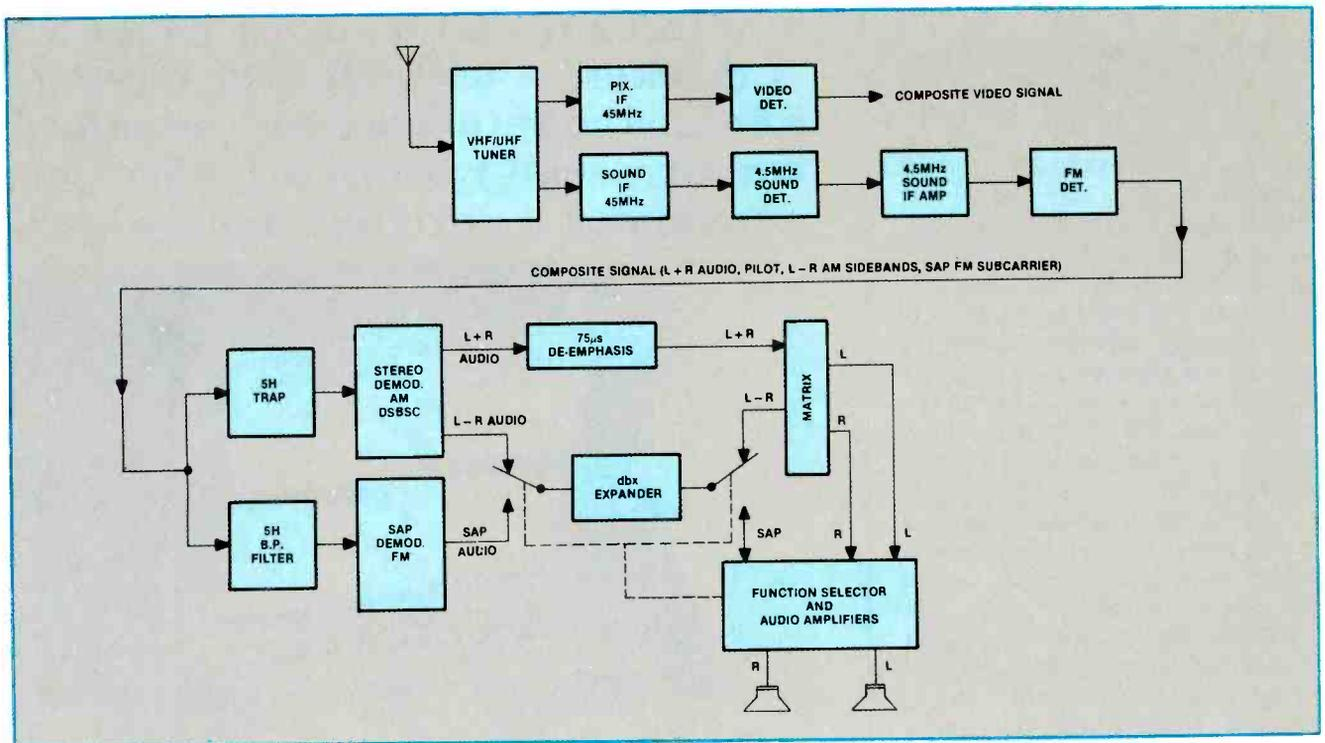 VHF/UHF
TUNER
PIX.
IF
45MHz
VIDEO
DET.
COMPOSITE VIDEO SIGNAL
SOUND
IF
45MHz
4.5MHz
SOUND
DET.
4.5MHz
SOUND
IF AMP
FM
DET.
COMPOSITE SIGNAL (L+R AUDIO, PILOT, L−R AM SIDEBANDS, SAP FM SUBCARRIER)
5H
TRAP
STEREO
DEMOD.
AM
DSBSC
L+R
AUDIO
75μs
DE-EMPHASIS
L+R
MATRIX
L
R
L−R AUDIO
L−R
dbx
EXPANDER
5H
B.P.
FILTER
SAP
DEMOD.
FM
SAP
AUDIO
SAP
R
L
FUNCTION SELECTOR
AND
AUDIO AMPLIFIERS
R
L